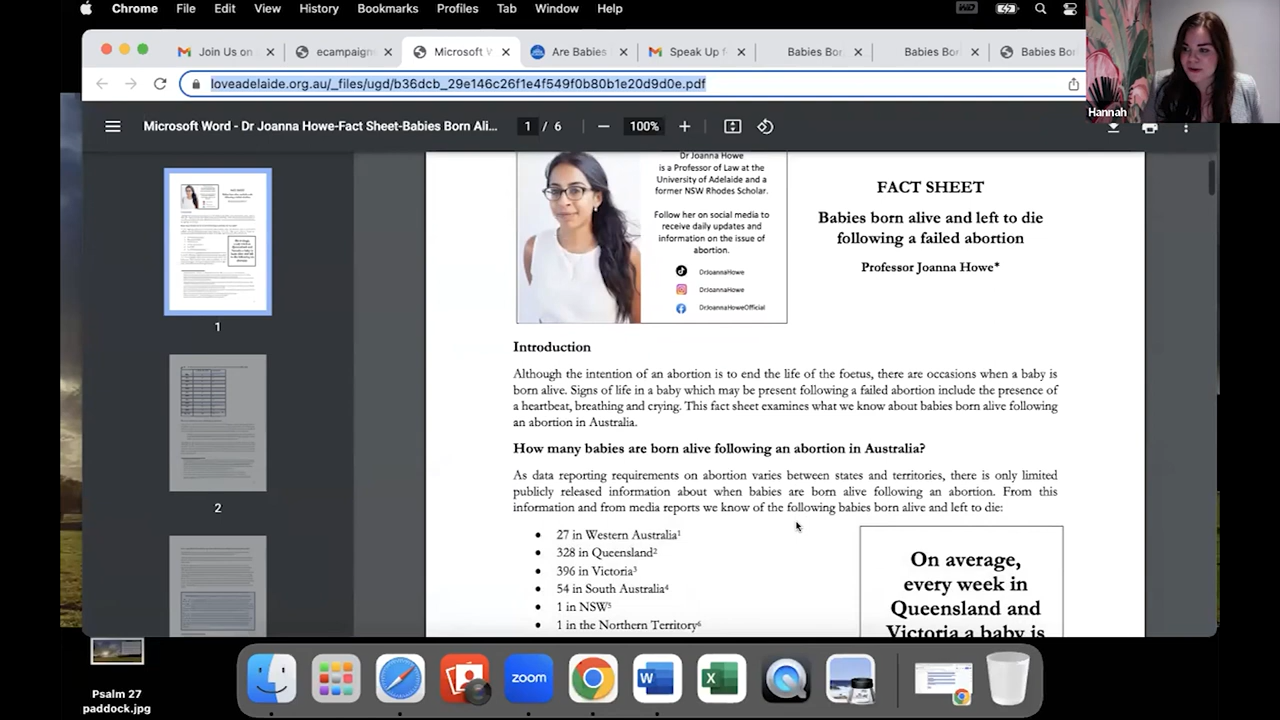 Chrome File Edit View History Bookmarks Profiles Tab Window Help
Join Us on
ecampaign
Microsoft W
Are Babies
Speak Up f
Babies Bor
Babies Bor
Babies Bo
loveadelaide.org.au/_files/ugd/b36dcb_29e146c26f1e4f549f0b80b1e20d9d0e.pdf
Hannah
Microsoft Word - Dr Joanna Howe-Fact Sheet-Babies Born Ali...
1 / 6
100%
1
2
Dr Joanna Howe
is a Professor of Law at the
University of Adelaide and a
former NSW Rhodes Scholar.
Follow her on social media to
receive daily updates and
information on the issue of
abortion.
DrJoannaHowe
DrJoannaHowe
DrJoannaHoweOfficial
FACT SHEET
Babies born alive and left to die
following a failed abortion
Professor Joanna Howe*
Introduction
Although the intention of an abortion is to end the life of the foetus, there are occasions when a baby is
born alive. Signs of life in a baby which may be present following a failed abortion include the presence of
a heartbeat, breathing and crying. This fact sheet examines what we know about babies born alive following
an abortion in Australia.
How many babies are born alive following an abortion in Australia?
As data reporting requirements on abortion varies between states and territories, there is only limited
publicly released information about when babies are born alive following an abortion. From this
information and from media reports we know of the following babies born alive and left to die:
• 27 in Western Australia¹
• 328 in Queensland²
• 396 in Victoria³
• 54 in South Australia⁴
• 1 in NSW⁵
• 1 in the Northern Territory⁶
On average,
every week in
Queensland and
Victoria a baby is
zoom
W
X
Psalm 27
paddock.jpg